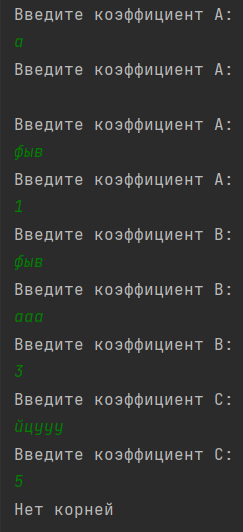 Введите коэффициент A:
а
Введите коэффициент A:
Введите коэффициент A:
фыв
Введите коэффициент A:
1
Введите коэффициент B:
фыв
Введите коэффициент B:
ааа
Введите коэффициент B:
3
Введите коэффициент C:
йцууу
Введите коэффициент C:
5
Нет корней